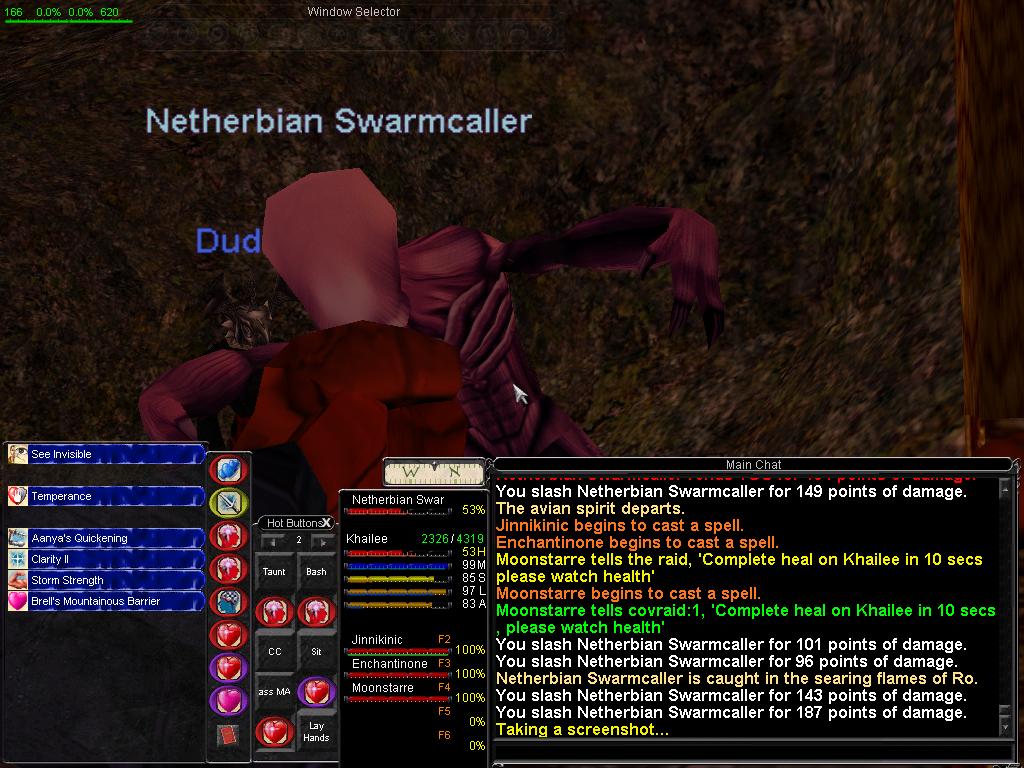 166 0.0% 0.0% 620
Window Selector
Netherbian Swarmcaller
Dud
See Invisible
Temperance
Aanya's Quickening
Clarity II
Storm Strength
Brell's Mountainous Barrier
Hot Buttons X
2
Taunt Bash
CC Sit
ass MA
Lay
Hands
W N
Netherbian Swar
53%
Khailee 2326/4319
53H
99M
85S
97L
83A
Jinnikinic F2
100%
Enchantinone F3
100%
Moonstarre F4
100%
F5
0%
F6
0%
Main Chat
You slash Netherbian Swarmcaller for 149 points of damage.
The avian spirit departs.
Jinnikinic begins to cast a spell.
Enchantinone begins to cast a spell.
Moonstarre tells the raid, 'Complete heal on Khailee in 10 secs
please watch health'
Moonstarre begins to cast a spell.
Moonstarre tells covraid:1, 'Complete heal on Khailee in 10 secs
, please watch health'
You slash Netherbian Swarmcaller for 101 points of damage.
You slash Netherbian Swarmcaller for 96 points of damage.
Netherbian Swarmcaller is caught in the searing flames of Ro.
You slash Netherbian Swarmcaller for 143 points of damage.
You slash Netherbian Swarmcaller for 187 points of damage.
Taking a screenshot...